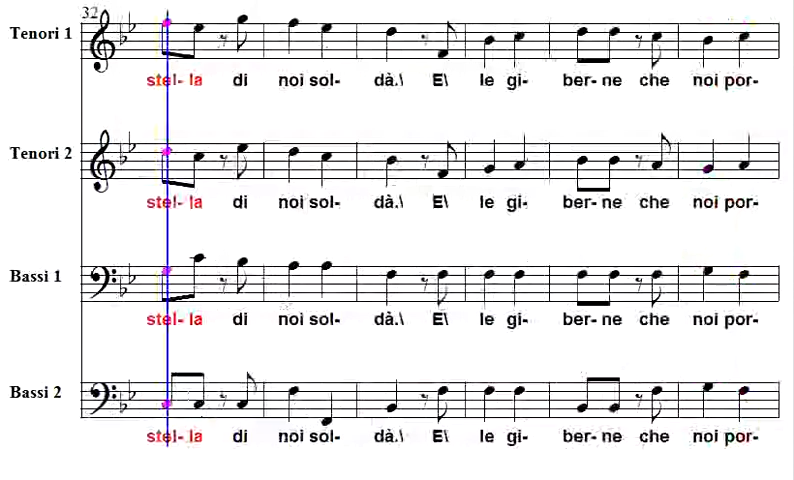 32
Tenori 1
stel- la di noi sol- dà.\ E\ le gi- ber- ne che noi por-
Tenori 2
stel- la di noi sol- dà.\ E\ le gi- ber- ne che noi por-
Bassi 1
stel- la di noi sol- dà.\ E\ le gi- ber- ne che noi por-
Bassi 2
stel- la di noi sol- dà.\ E\ le gi- ber- ne che noi por-